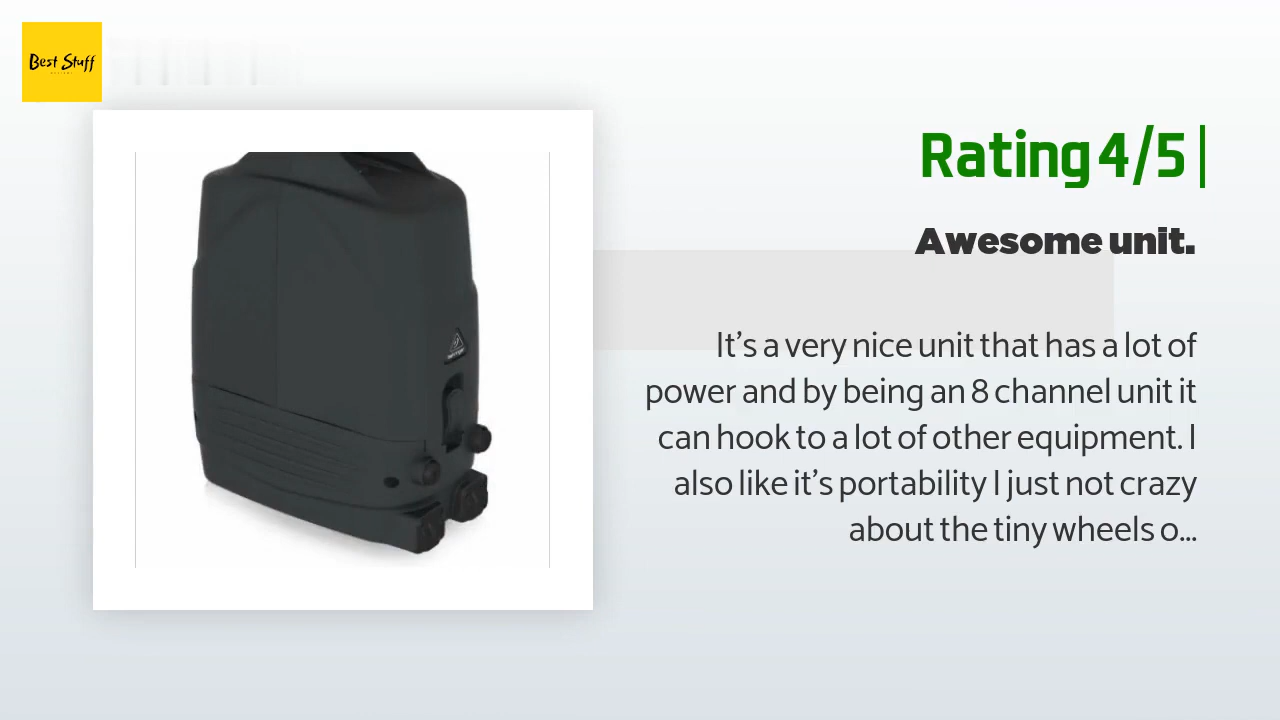 Best Stuff
Rating 4/5 |
Awesome unit.
It's a very nice unit that has a lot of
power and by being an 8 channel unit it
can hook to a lot of other equipment. I
also like it's portability I just not crazy
about the tiny wheels o...